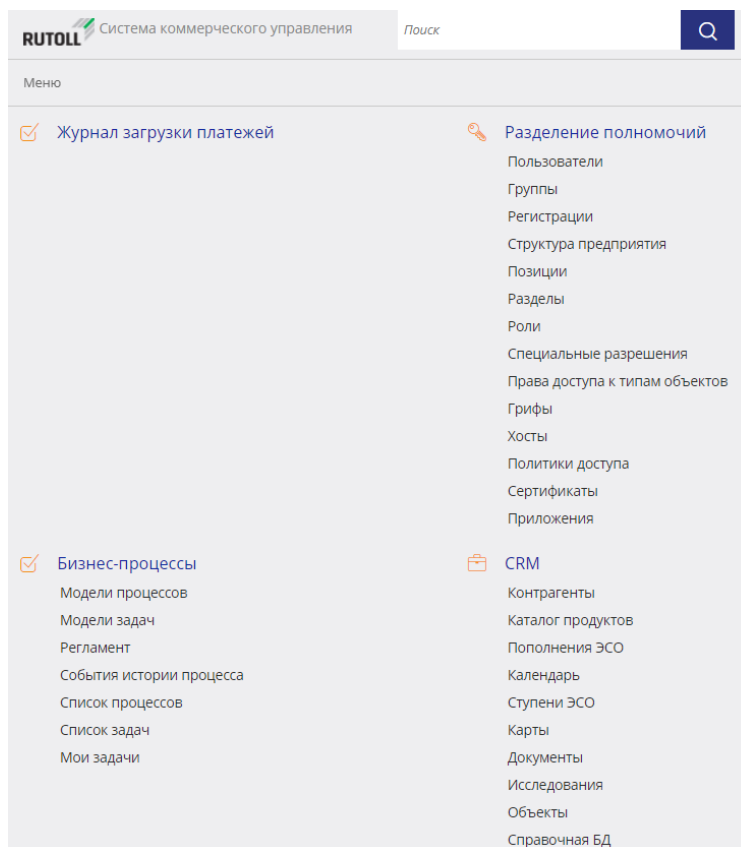 RUTOLL Система коммерческого управления Поиск
Меню
Журнал загрузки платежей
Разделение полномочий
Пользователи
Группы
Регистрации
Структура предприятия
Позиции
Разделы
Роли
Специальные разрешения
Права доступа к типам объектов
Грифы
Хосты
Политики доступа
Сертификаты
Приложения
Бизнес-процессы
Модели процессов
Модели задач
Регламент
События истории процесса
Список процессов
Список задач
Мои задачи
CRM
Контрагенты
Каталог продуктов
Пополнения ЭСО
Календарь
Ступени ЭСО
Карты
Документы
Исследования
Объекты
Справочная БД